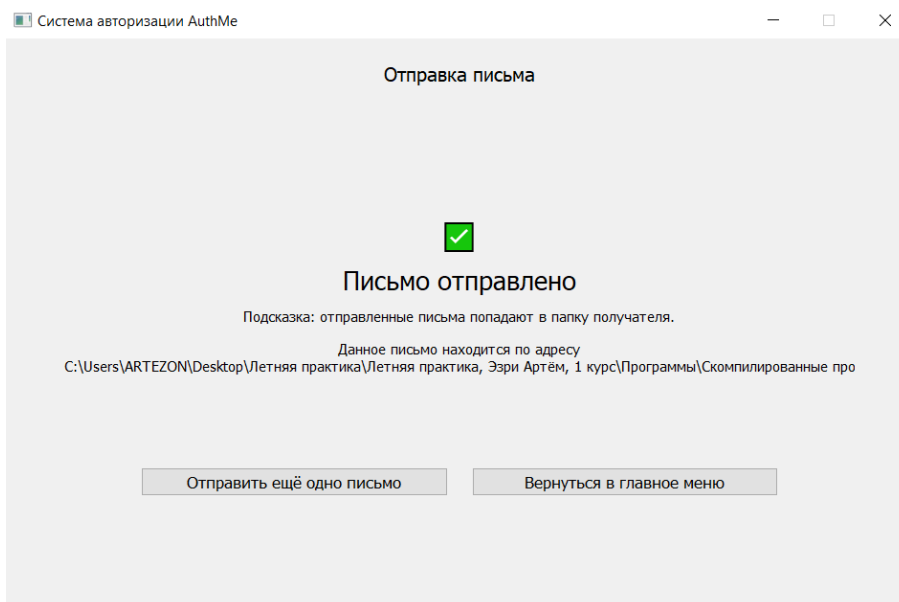 Система авторизации AuthMe
Отправка письма
Письмо отправлено
Подсказка: отправленные письма попадают в папку получателя.
Данное письмо находится по адресу
C:\Users\ARTEZON\Desktop\Летняя практика\Летняя практика, Эзри Артём, 1 курс\Программы\Скомпилированные про
Отправить ещё одно письмо
Вернуться в главное меню